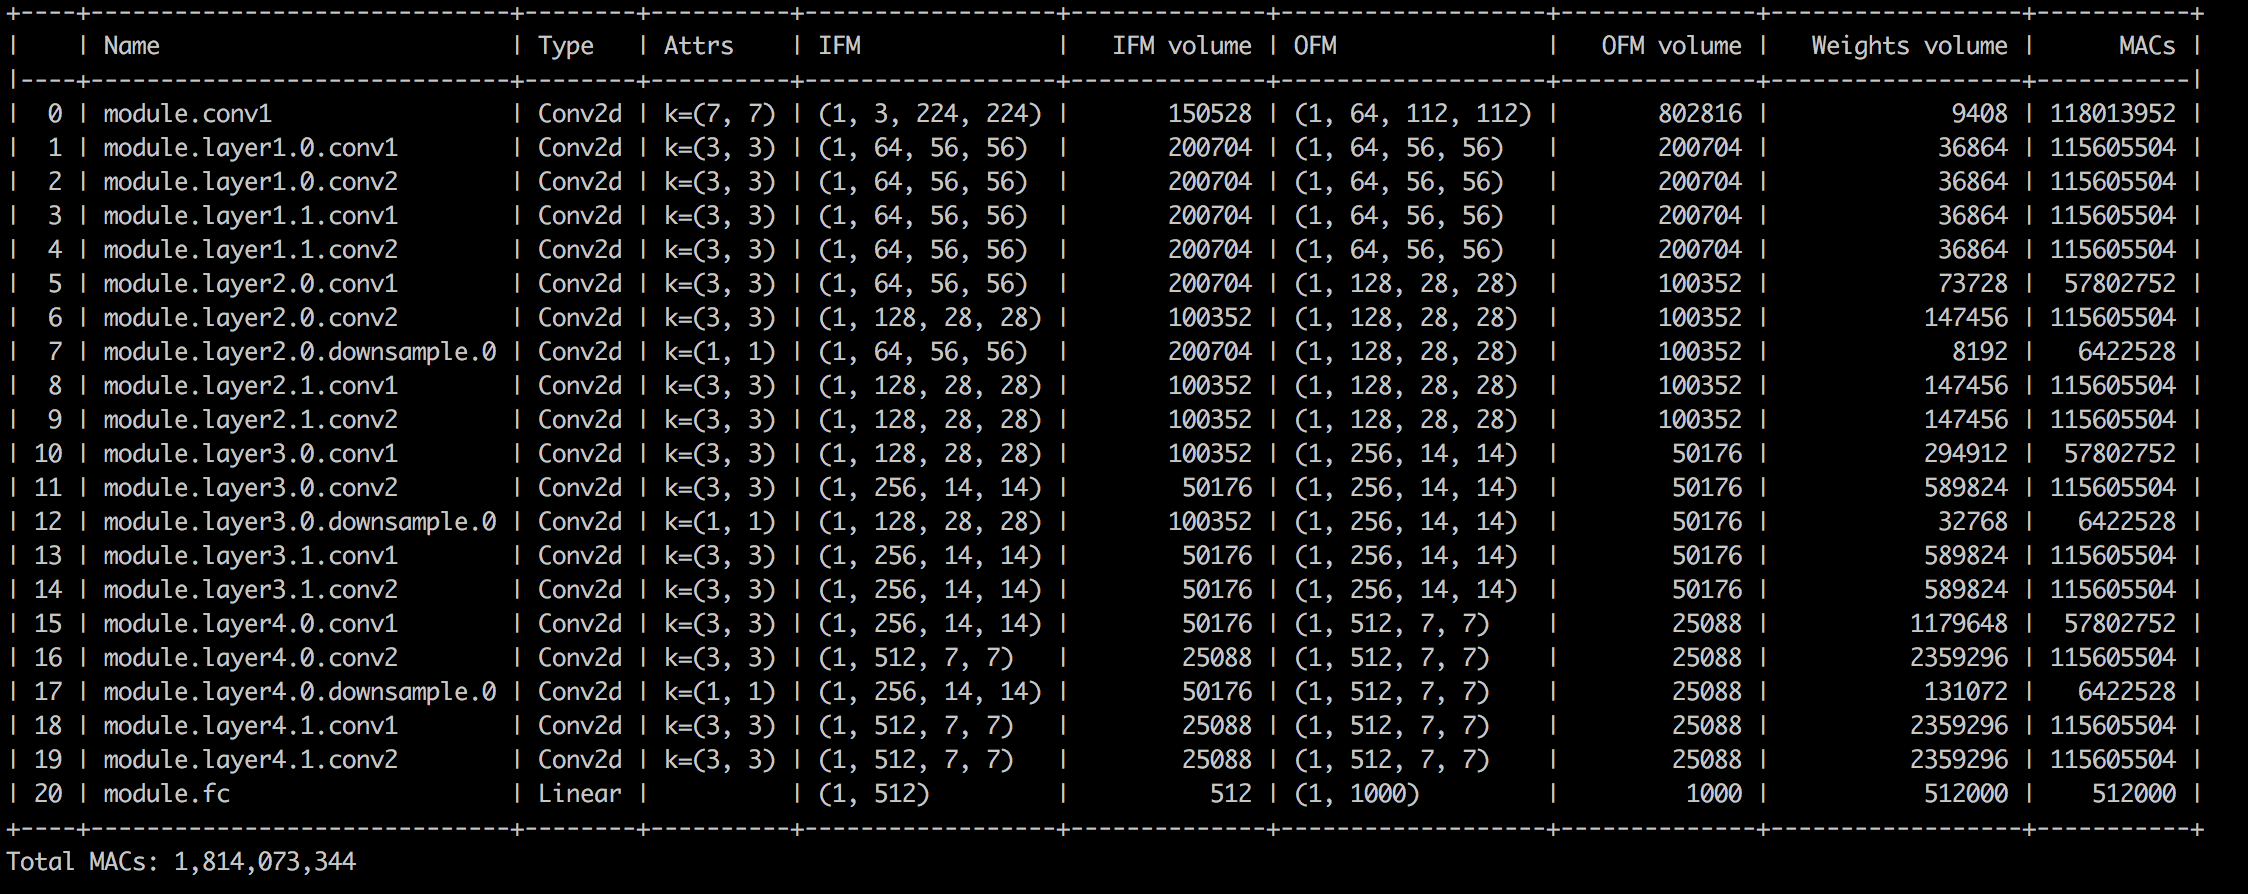 +----+------------------------------+--------+----------+-------------------+--------------+-------------------+--------------+------------------+-----------+
|    | Name                         | Type   | Attrs    | IFM               |   IFM volume | OFM               |   OFM volume |   Weights volume |      MACs |
|----+------------------------------+--------+----------+-------------------+--------------+-------------------+--------------+------------------+-----------|
|  0 | module.conv1                 | Conv2d | k=(7, 7) | (1, 3, 224, 224) |       150528 | (1, 64, 112, 112) |       802816 |             9408 | 118013952 |
|  1 | module.layer1.0.conv1        | Conv2d | k=(3, 3) | (1, 64, 56, 56)  |       200704 | (1, 64, 56, 56)   |       200704 |            36864 | 115605504 |
|  2 | module.layer1.0.conv2        | Conv2d | k=(3, 3) | (1, 64, 56, 56)  |       200704 | (1, 64, 56, 56)   |       200704 |            36864 | 115605504 |
|  3 | module.layer1.1.conv1        | Conv2d | k=(3, 3) | (1, 64, 56, 56)  |       200704 | (1, 64, 56, 56)   |       200704 |            36864 | 115605504 |
|  4 | module.layer1.1.conv2        | Conv2d | k=(3, 3) | (1, 64, 56, 56)  |       200704 | (1, 64, 56, 56)   |       200704 |            36864 | 115605504 |
|  5 | module.layer2.0.conv1        | Conv2d | k=(3, 3) | (1, 64, 56, 56)  |       200704 | (1, 128, 28, 28)  |       100352 |            73728 |  57802752 |
|  6 | module.layer2.0.conv2        | Conv2d | k=(3, 3) | (1, 128, 28, 28) |       100352 | (1, 128, 28, 28)  |       100352 |           147456 | 115605504 |
|  7 | module.layer2.0.downsample.0 | Conv2d | k=(1, 1) | (1, 64, 56, 56)  |       200704 | (1, 128, 28, 28)  |       100352 |             8192 |   6422528 |
|  8 | module.layer2.1.conv1        | Conv2d | k=(3, 3) | (1, 128, 28, 28) |       100352 | (1, 128, 28, 28)  |       100352 |           147456 | 115605504 |
|  9 | module.layer2.1.conv2        | Conv2d | k=(3, 3) | (1, 128, 28, 28) |       100352 | (1, 128, 28, 28)  |       100352 |           147456 | 115605504 |
| 10 | module.layer3.0.conv1        | Conv2d | k=(3, 3) | (1, 128, 28, 28) |       100352 | (1, 256, 14, 14)  |        50176 |           294912 |  57802752 |
| 11 | module.layer3.0.conv2        | Conv2d | k=(3, 3) | (1, 256, 14, 14) |        50176 | (1, 256, 14, 14)  |        50176 |           589824 | 115605504 |
| 12 | module.layer3.0.downsample.0 | Conv2d | k=(1, 1) | (1, 128, 28, 28) |       100352 | (1, 256, 14, 14)  |        50176 |            32768 |   6422528 |
| 13 | module.layer3.1.conv1        | Conv2d | k=(3, 3) | (1, 256, 14, 14) |        50176 | (1, 256, 14, 14)  |        50176 |           589824 | 115605504 |
| 14 | module.layer3.1.conv2        | Conv2d | k=(3, 3) | (1, 256, 14, 14) |        50176 | (1, 256, 14, 14)  |        50176 |           589824 | 115605504 |
| 15 | module.layer4.0.conv1        | Conv2d | k=(3, 3) | (1, 256, 14, 14) |        50176 | (1, 512, 7, 7)    |        25088 |          1179648 |  57802752 |
| 16 | module.layer4.0.conv2        | Conv2d | k=(3, 3) | (1, 512, 7, 7)   |        25088 | (1, 512, 7, 7)    |        25088 |          2359296 | 115605504 |
| 17 | module.layer4.0.downsample.0 | Conv2d | k=(1, 1) | (1, 256, 14, 14) |        50176 | (1, 512, 7, 7)    |        25088 |           131072 |   6422528 |
| 18 | module.layer4.1.conv1        | Conv2d | k=(3, 3) | (1, 512, 7, 7)   |        25088 | (1, 512, 7, 7)    |        25088 |          2359296 | 115605504 |
| 19 | module.layer4.1.conv2        | Conv2d | k=(3, 3) | (1, 512, 7, 7)   |        25088 | (1, 512, 7, 7)    |        25088 |          2359296 | 115605504 |
| 20 | module.fc                    | Linear |          | (1, 512)         |          512 | (1, 1000)         |         1000 |           512000 |    512000 |
+----+------------------------------+--------+----------+-------------------+--------------+-------------------+--------------+------------------+-----------+
Total MACs: 1,814,073,344